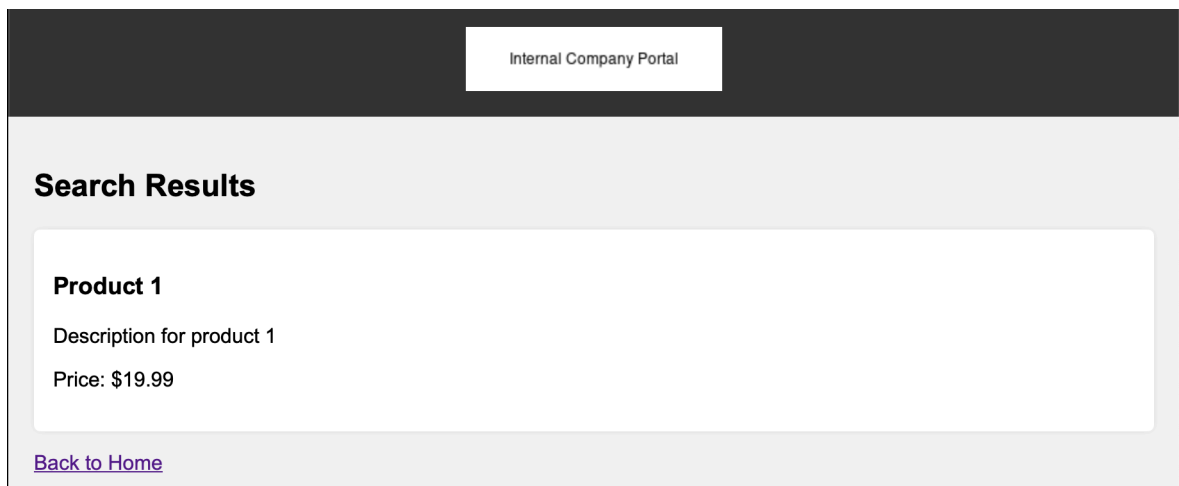 Internal Company Portal
Search Results
Product 1
Description for product 1
Price: $19.99
Back to Home